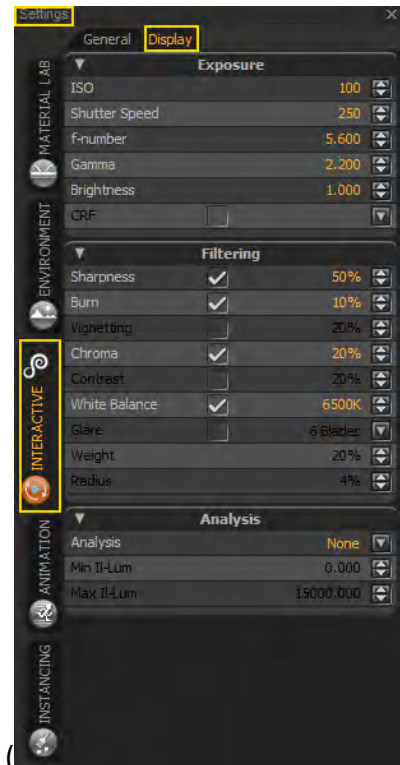 Settings
General Display
Exposure
ISO 100
Shutter Speed 250
f-number 5.600
Gamma 2.200
Brightness 1.000
CRF
Filtering
Sharpness 50%
Burn 10%
Vignetting 20%
Chroma 20%
Contrast 20%
White Balance 6500K
Glare 6 Blades
Weight 20%
Radius 4%
Analysis
Analysis None
Min Il-Lum 0.000
Max Il-Lum 15000.000
MATERIAL LAB
ENVIRONMENT
INTERACTIVE
ANIMATION
INSTANCING
(